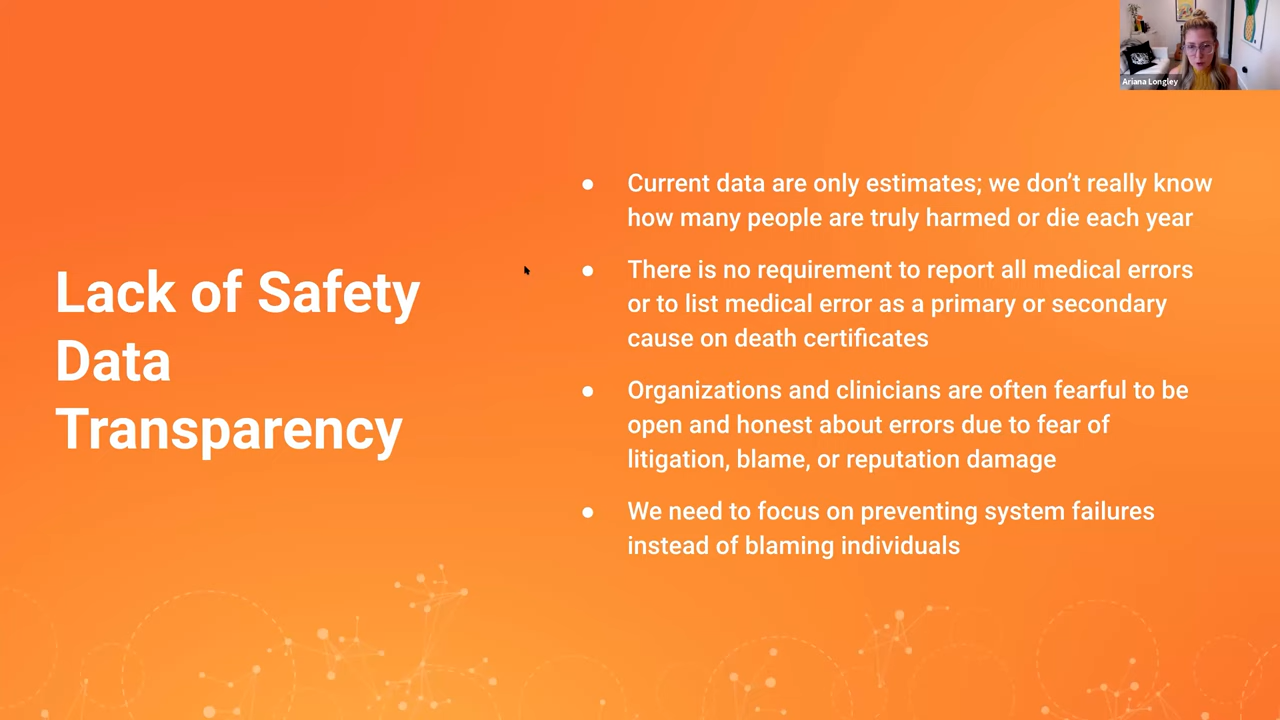 Ariana Longley
Lack of Safety
Data
Transparency
● Current data are only estimates; we don’t really know
how many people are truly harmed or die each year
● There is no requirement to report all medical errors
or to list medical error as a primary or secondary
cause on death certificates
● Organizations and clinicians are often fearful to be
open and honest about errors due to fear of
litigation, blame, or reputation damage
● We need to focus on preventing system failures
instead of blaming individuals